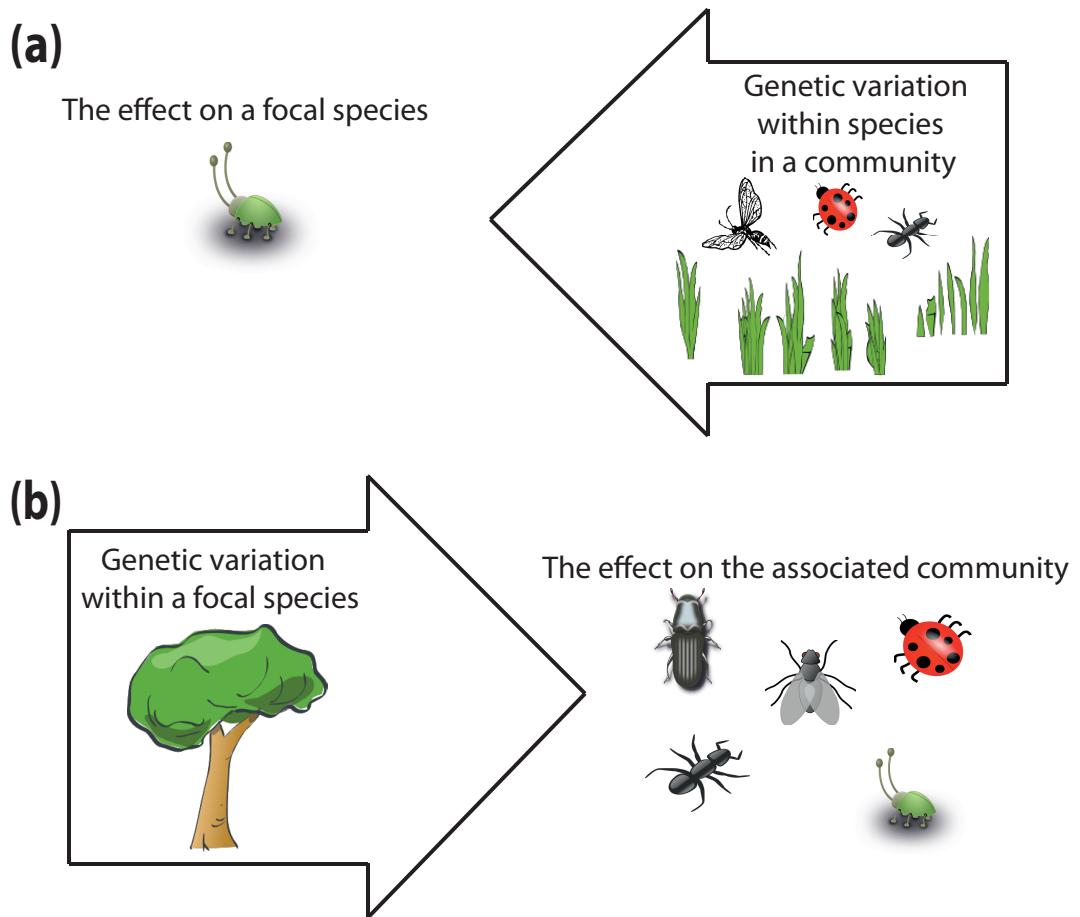 (a)
The effect on a focal species
Genetic variation
within species
in a community
(b)
Genetic variation
within a focal species
The effect on the associated community